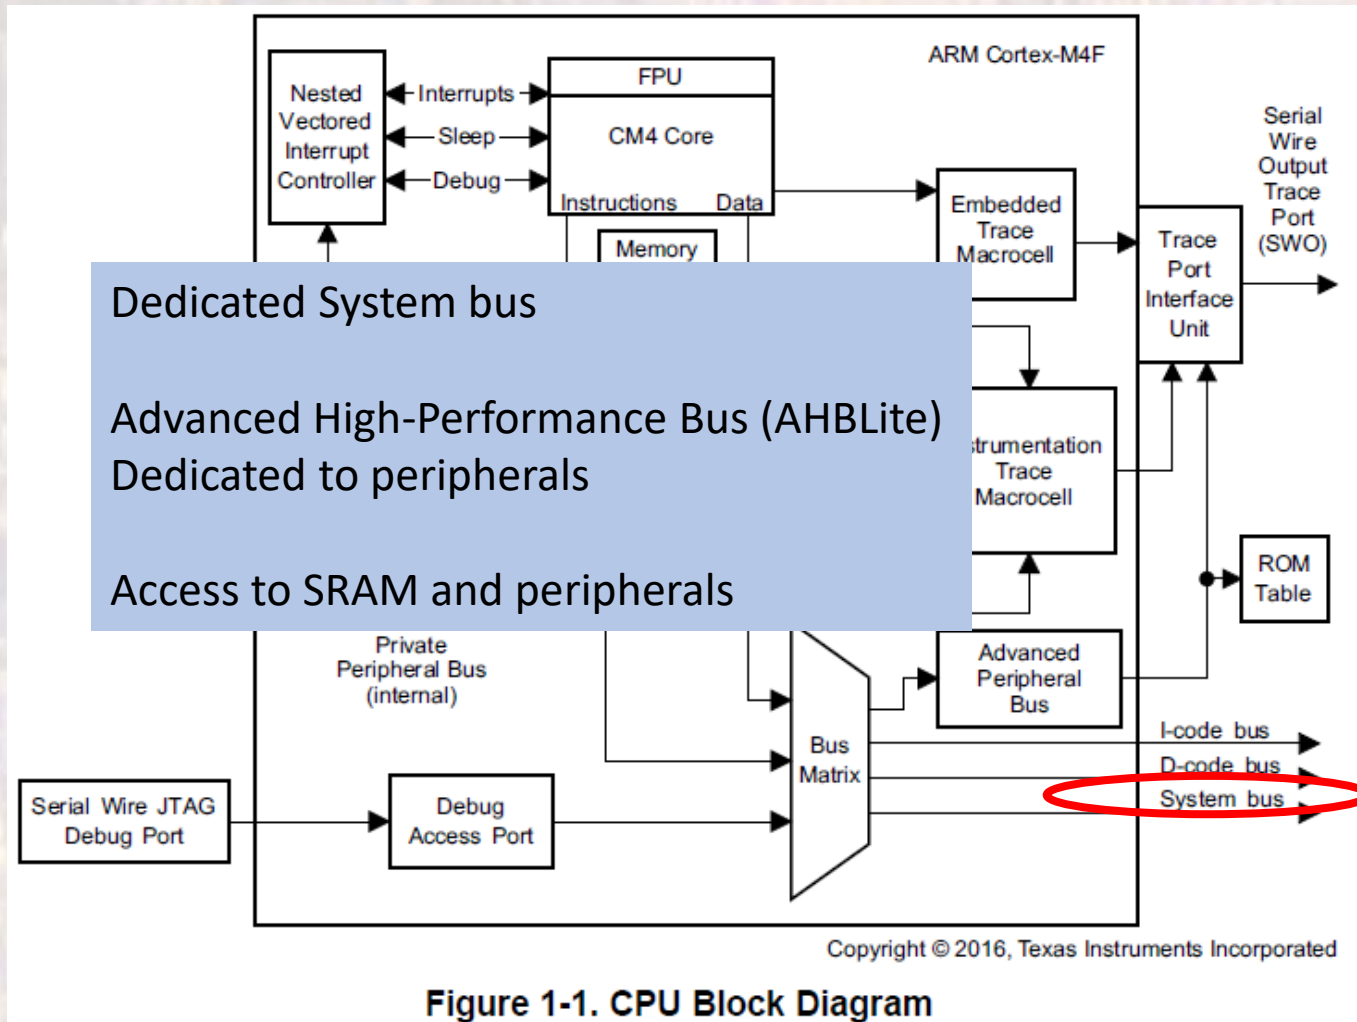 ARM Cortex-M4F
FPU
CM4 Core
Instructions Data
Nested
Vectored
Interrupt
Controller
Interrupts
Sleep
Debug
Memory
Embedded
Trace
Macrocell
Serial
Wire
Output
Trace
Port
(SWO)
Trace
Port
Interface
Unit
Dedicated System bus
Advanced High-Performance Bus (AHBLite)
Dedicated to peripherals
Access to SRAM and peripherals
strumentation
Trace
Macrocell
ROM
Table
Private
Peripheral Bus
(internal)
Advanced
Peripheral
Bus
Bus
Matrix
I-code bus
D-code bus
System bus
Serial Wire JTAG
Debug Port
Debug
Access Port
Copyright © 2016, Texas Instruments Incorporated
Figure 1-1. CPU Block Diagram